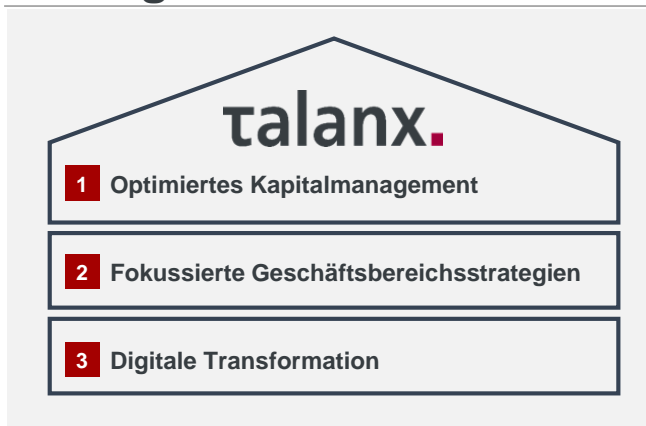 talanx.
1 Optimiertes Kapitalmanagement
2 Fokussierte Geschäftsbereichsstrategien
3 Digitale Transformation